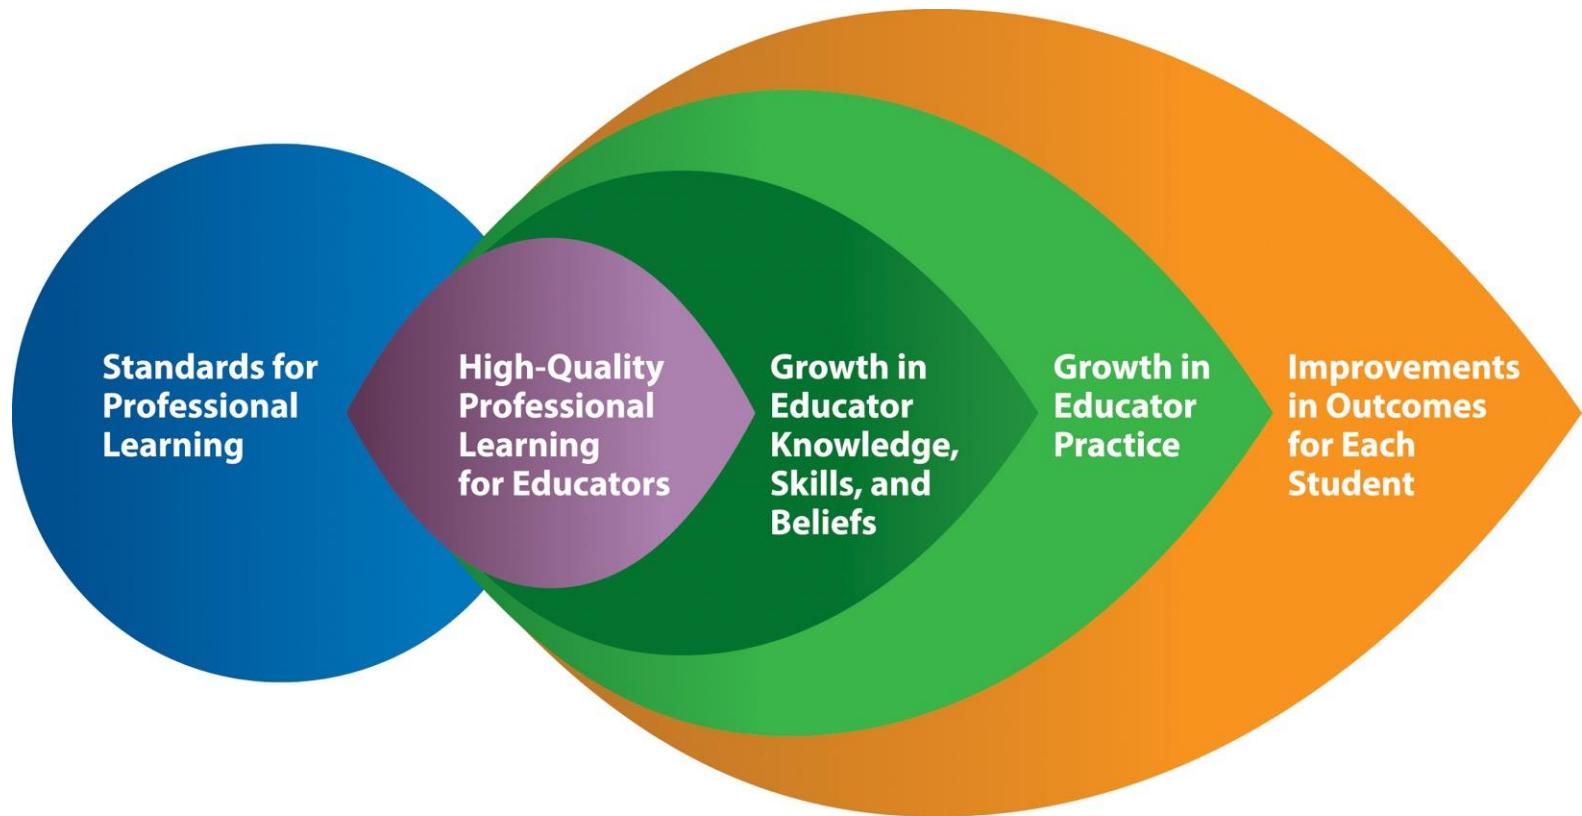 Standards for
Professional
Learning
High-Quality
Professional
Learning
for Educators
Growth in
Educator
Knowledge,
Skills, and
Beliefs
Growth in
Educator
Practice
Improvements
in Outcomes
for Each
Student